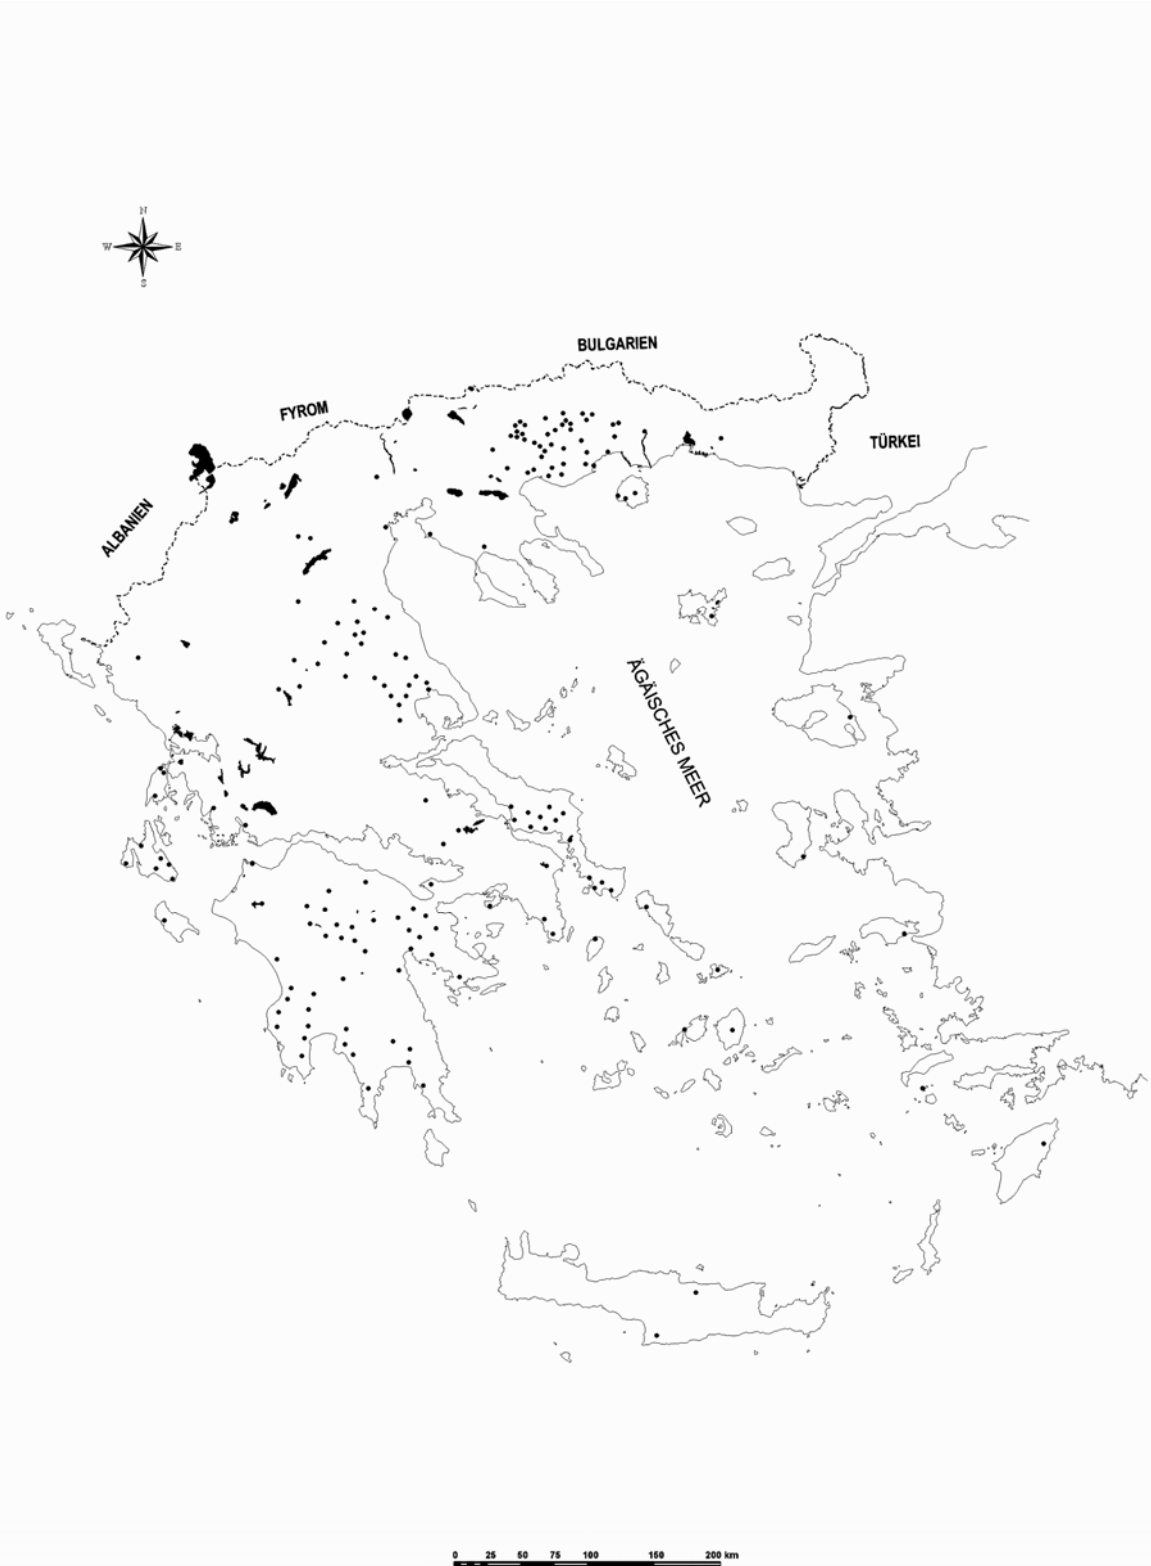 N
W E
S
BULGARIEN
FYROM
TÜRKEI
ALBANIEN
ÄGÄISCHES MEER
0 25 50 75 100 150 200 km